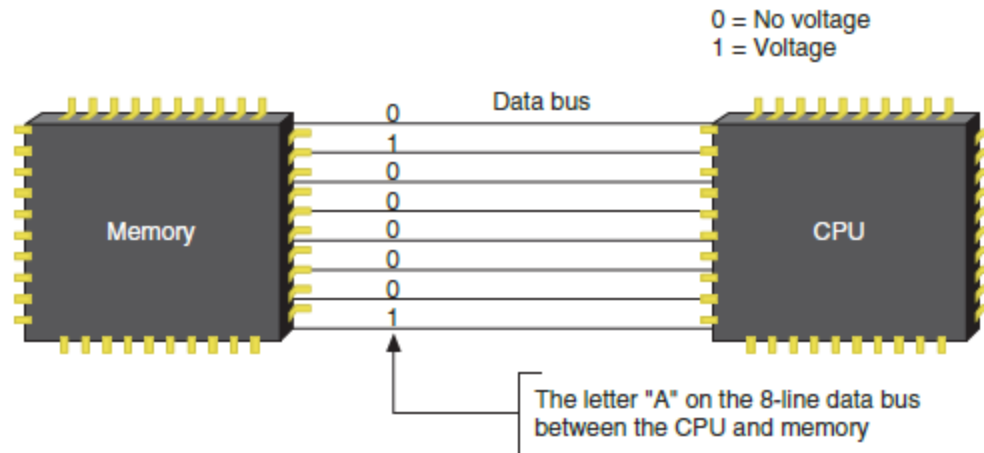 0 = No voltage
1 = Voltage
Data bus
0
1
0
0
0
0
0
1
Memory
CPU
The letter "A" on the 8-line data bus
between the CPU and memory